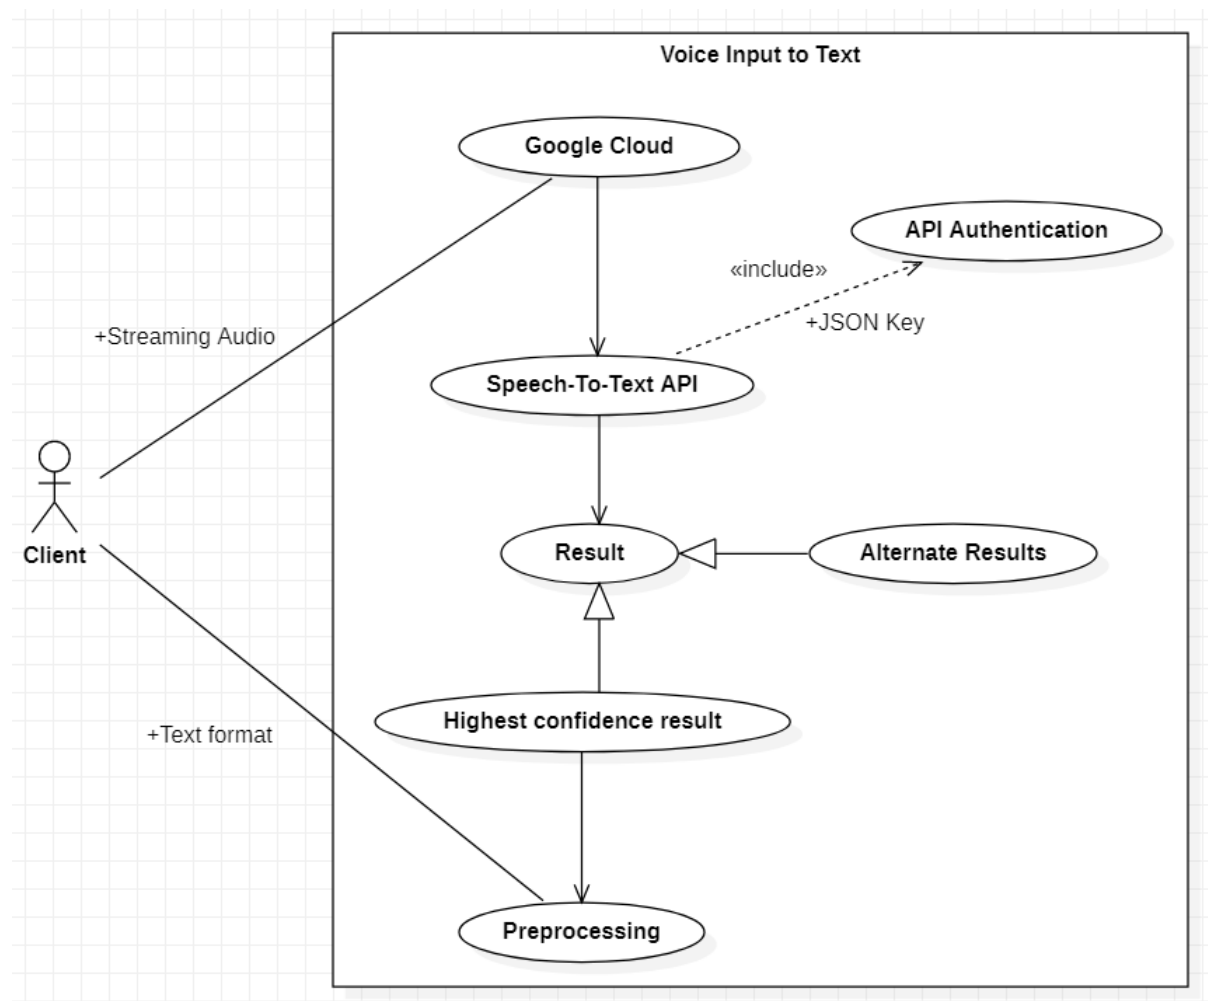 Voice Input to Text
Google Cloud
API Authentication
«include»
+JSON Key
+Streaming Audio
Speech-To-Text API
Client
Result
Alternate Results
Highest confidence result
+Text format
Preprocessing